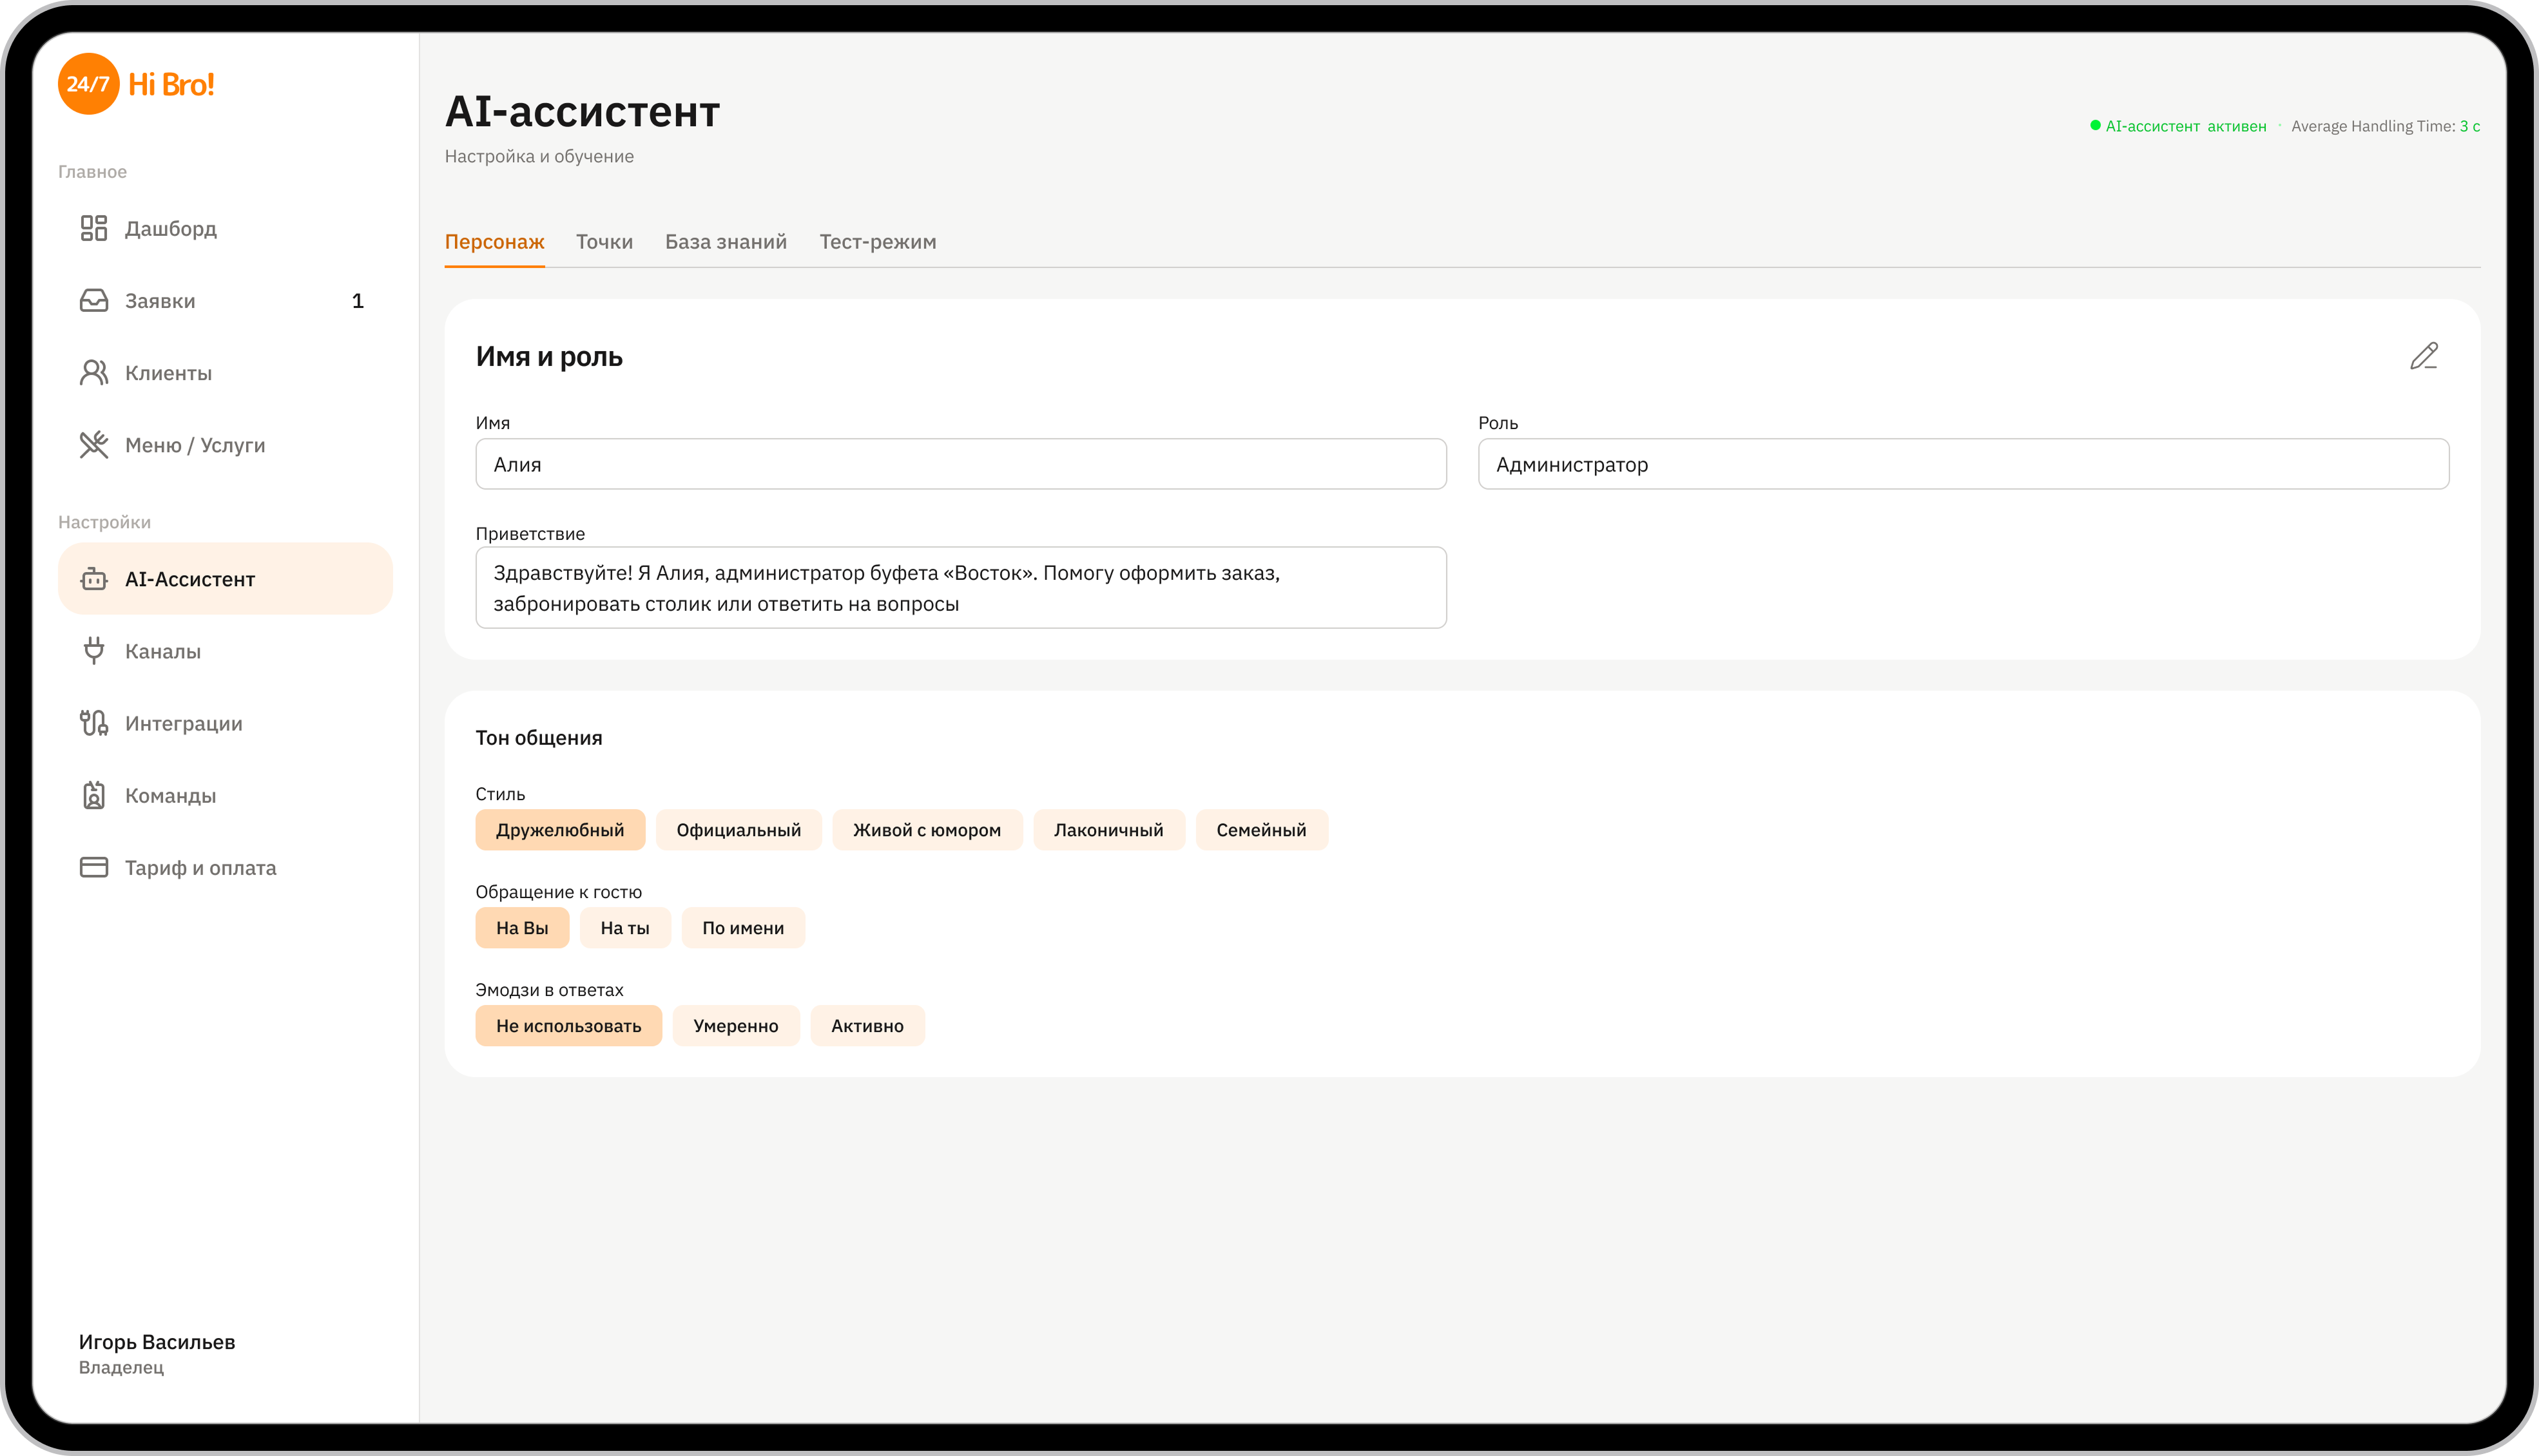 24/7 Hi Bro!
Главное
Дашборд
Заявки 1
Клиенты
Меню / Услуги
Настройки
AI-Ассистент
Каналы
Интеграции
Команды
Тариф и оплата
Игорь Васильев
Владелец
AI-ассистент
Настройка и обучение
AI-ассистент активен · Average Handling Time: 3 с
Персонаж Точки База знаний Тест-режим
Имя и роль
Имя
Алия
Роль
Администратор
Приветствие
Здравствуйте! Я Алия, администратор буфета «Восток». Помогу оформить заказ,
забронировать столик или ответить на вопросы
Тон общения
Стиль
Дружелюбный Официальный Живой с юмором Лаконичный Семейный
Обращение к гостю
На Вы На ты По имени
Эмодзи в ответах
Не использовать Умеренно Активно